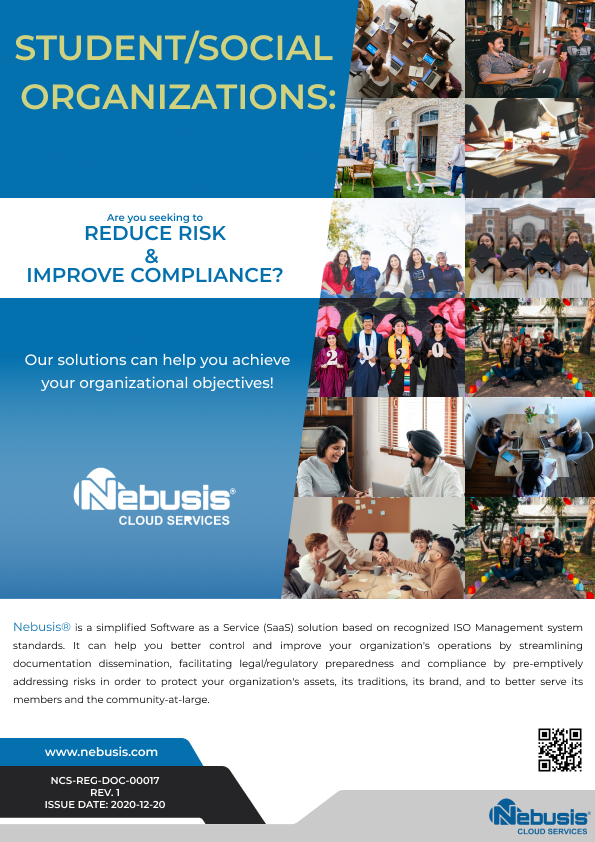 STUDENT/SOCIAL
ORGANIZATIONS:
Are you seeking to
REDUCE RISK
&
IMPROVE COMPLIANCE?
Our solutions can help you achieve
your organizational objectives!
Nebusis®
CLOUD SERVICES
2 0 2 0
Nebusis® is a simplified Software as a Service (SaaS) solution based on recognized ISO Management system
standards. It can help you better control and improve your organization's operations by streamlining
documentation dissemination, facilitating legal/regulatory preparedness and compliance by pre-emptively
addressing risks in order to protect your organization's assets, its traditions, its brand, and to better serve its
members and the community-at-large.
www.nebusis.com
NCS-REG-DOC-00017
REV. 1
ISSUE DATE: 2020-12-20
Nebusis®
CLOUD SERVICES